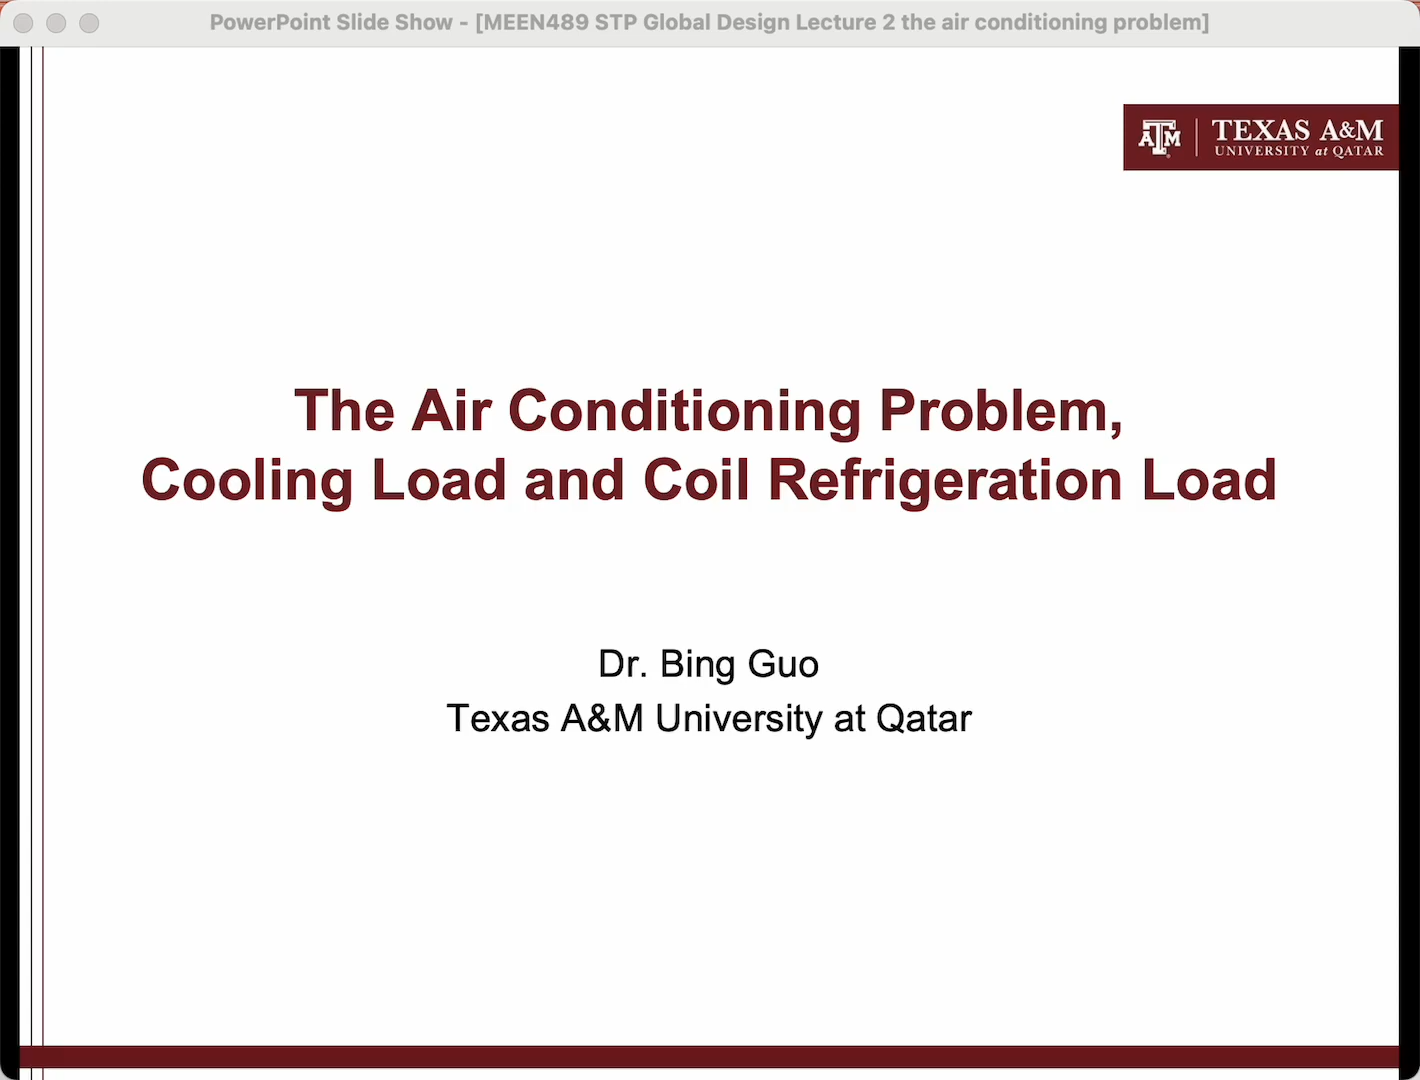 PowerPoint Slide Show - [MEEN489 STP Global Design Lecture 2 the air conditioning problem]
ATM
TEXAS A&M
UNIVERSITY at QATAR
The Air Conditioning Problem,
Cooling Load and Coil Refrigeration Load
Dr. Bing Guo
Texas A&M University at Qatar